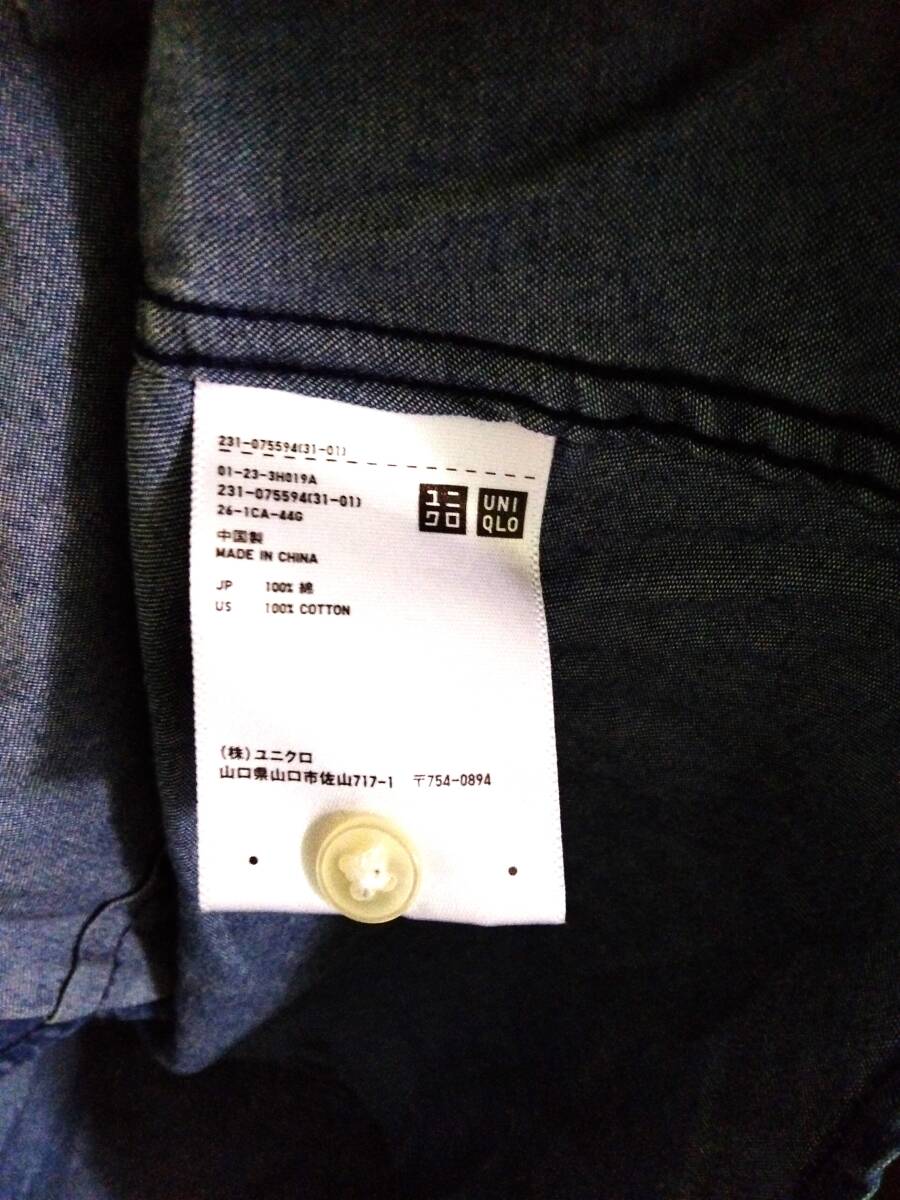 231-075594(31-01)
01-23-3H019A
231-075594(31-01)
26-1CA-44G
ユニ
クロ
UNI
QLO
中国製
MADE IN CHINA
JP 100% 綿
US 100% COTTON
(株)ユニクロ
山口県山口市佐山717-1 〒754-0894